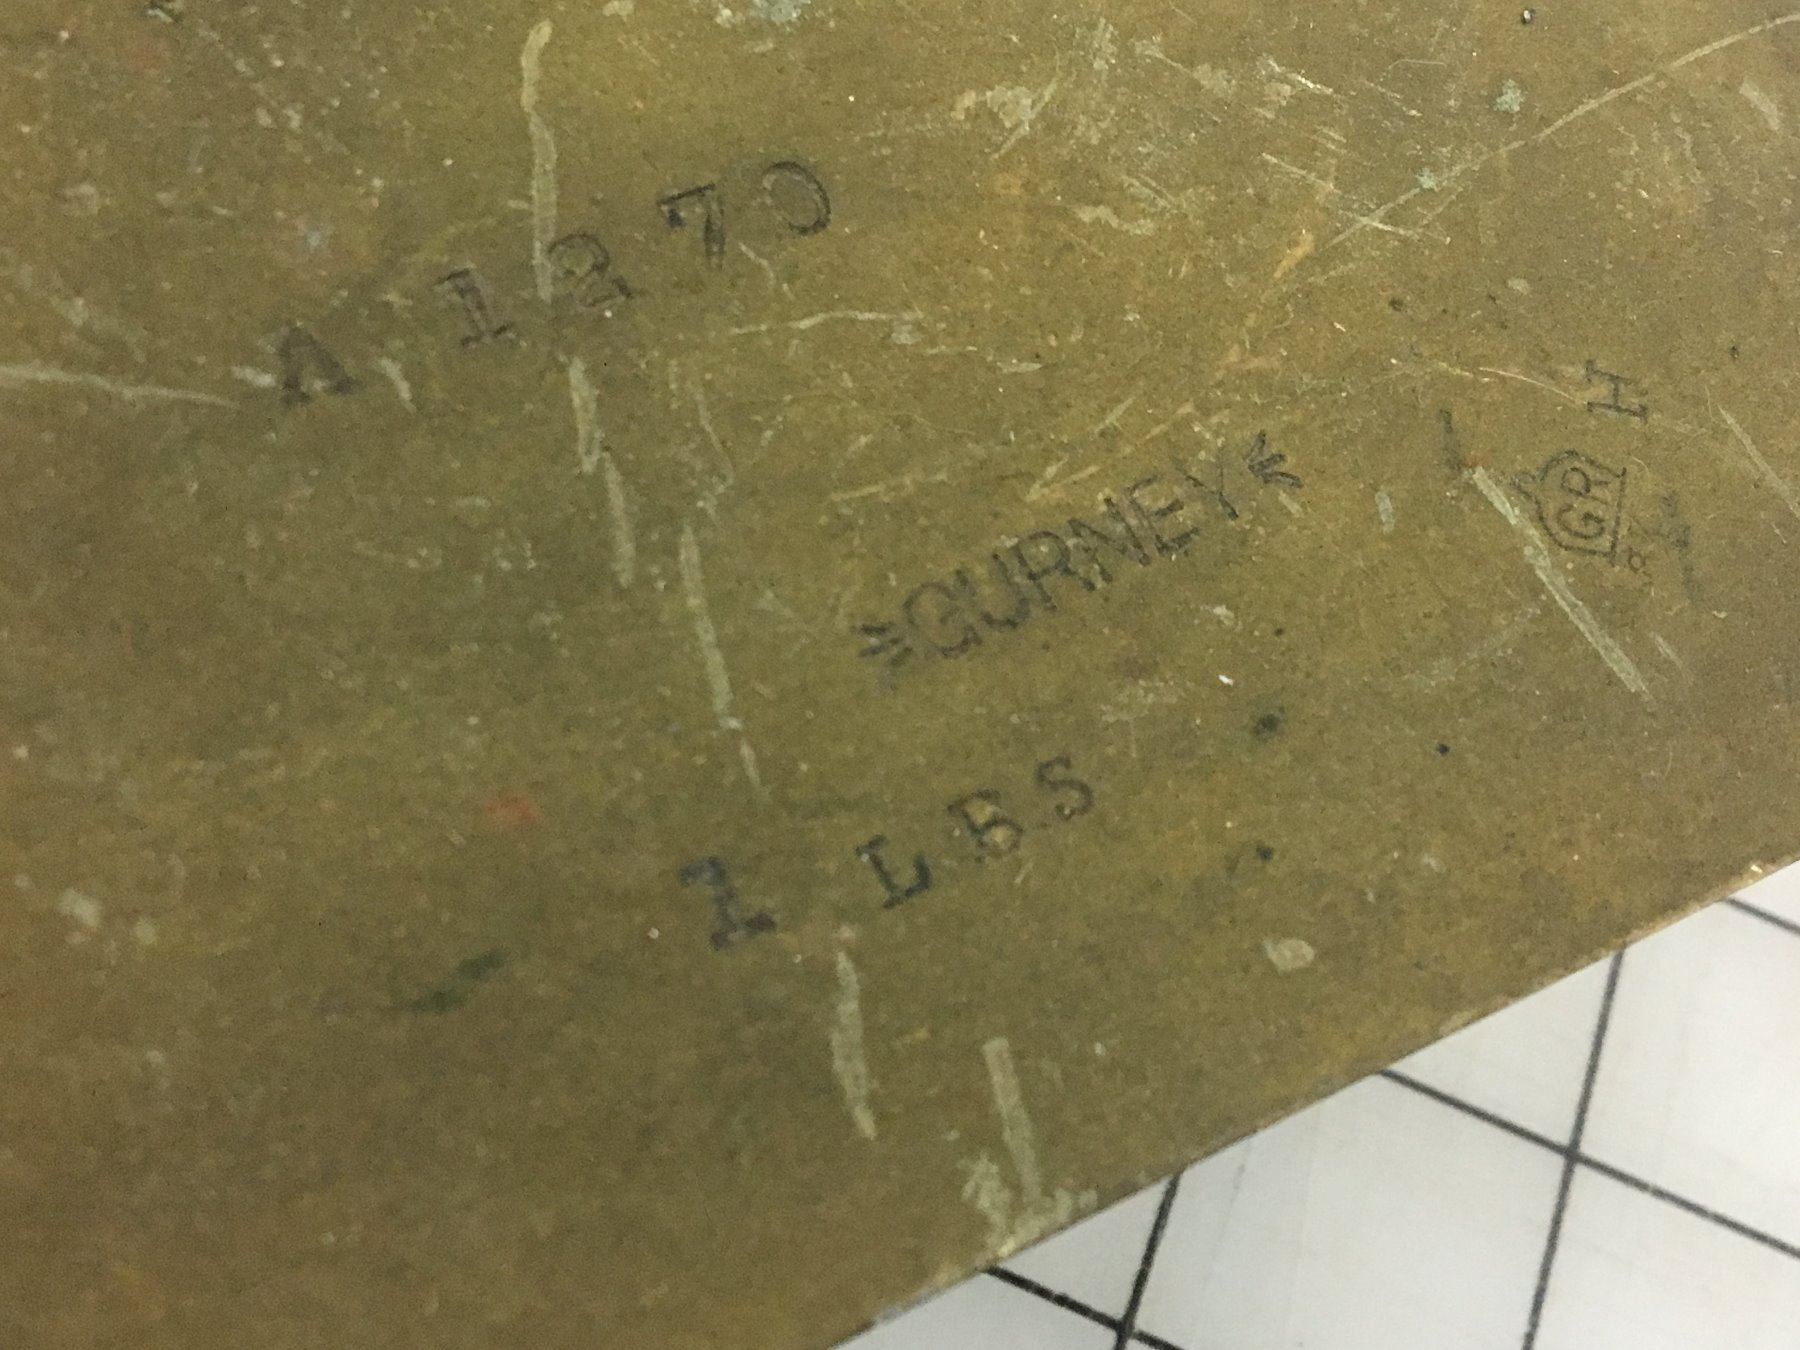 A 1270
GURNEY
1 LBS
H
GR